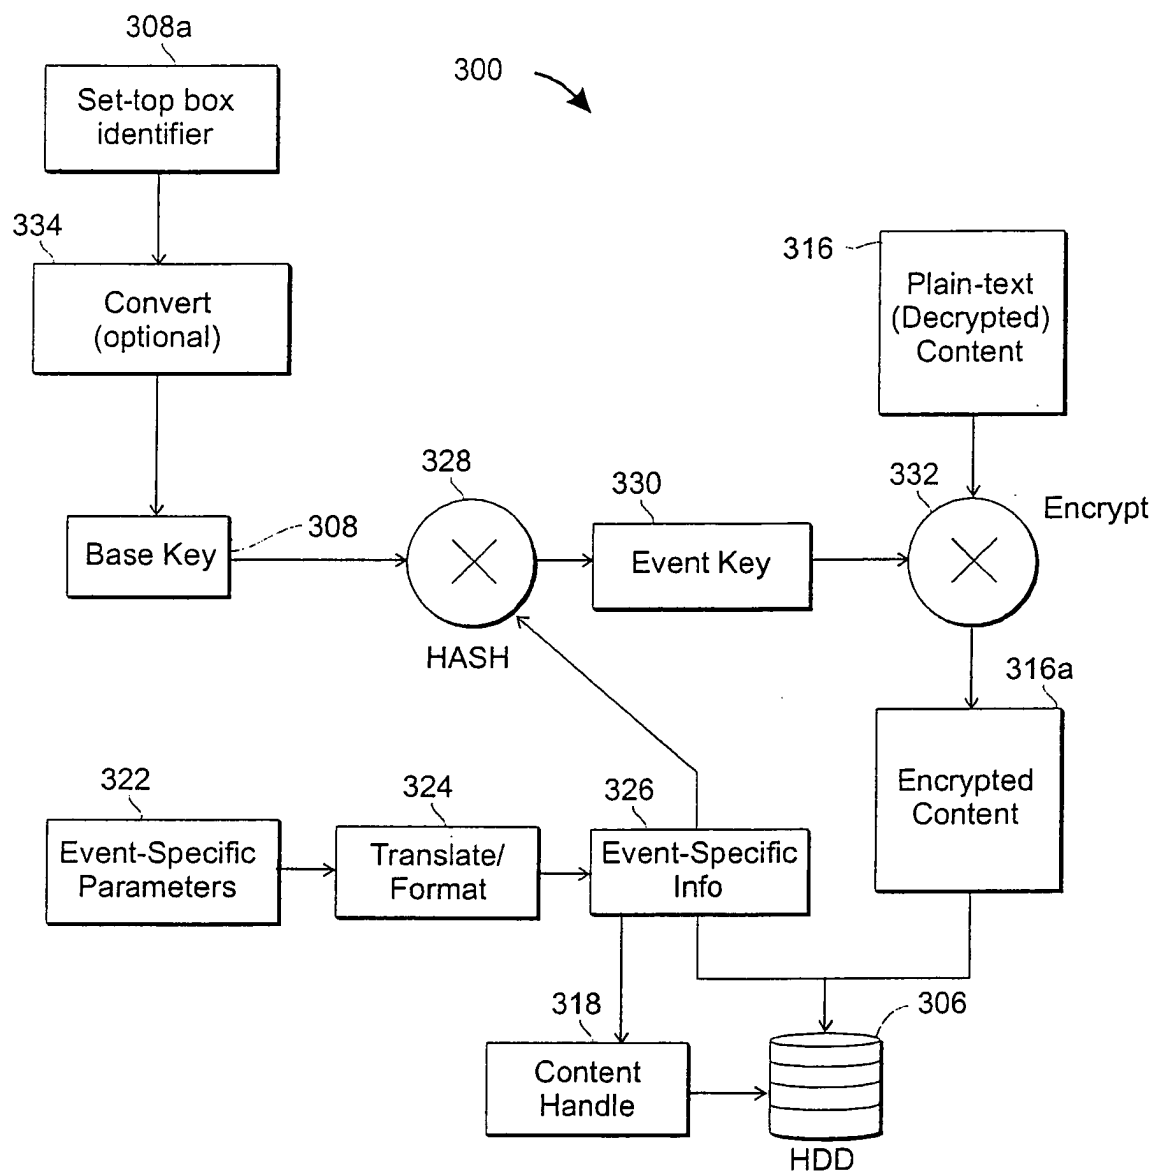 308a
Set-top box
identifier
300
334
Convert
(optional)
316
Plain-text
(Decrypted)
Content
328
330
332
Encrypt
Base Key
308
Event Key
HASH
316a
Encrypted
Content
322
Event-Specific
Parameters
324
Translate/
Format
326
Event-Specific
Info
318
Content
Handle
306
HDD